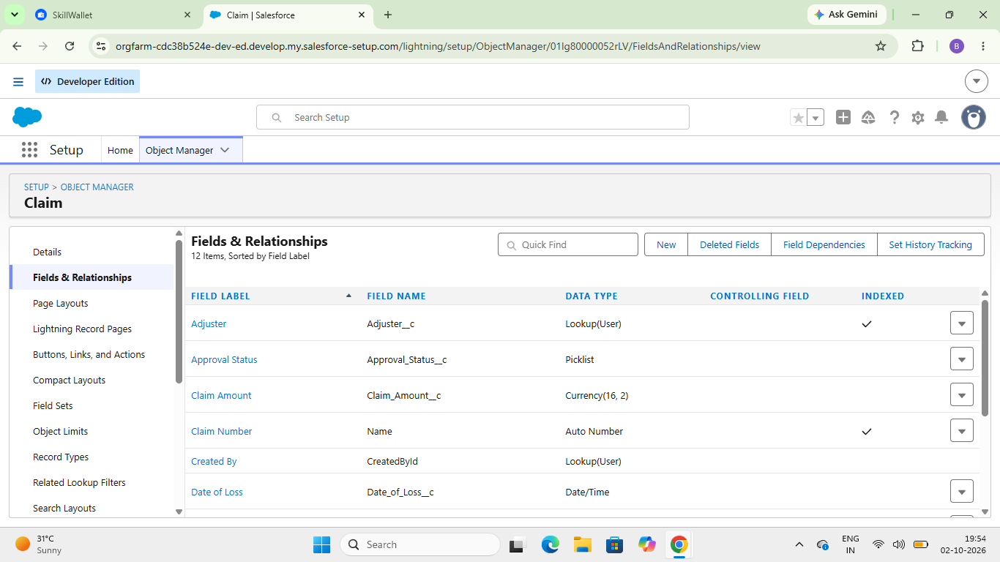 SkillWallet
Claim | Salesforce
Ask Gemini
orgfarm-cdc38b524e-dev-ed.develop.my.salesforce-setup.com/lightning/setup/ObjectManager/01Ig80000052rLV/FieldsAndRelationships/view
B
Developer Edition
Search Setup
Setup
Home
Object Manager
SETUP > OBJECT MANAGER
Claim
Details
Fields & Relationships
Page Layouts
Lightning Record Pages
Buttons, Links, and Actions
Compact Layouts
Field Sets
Object Limits
Record Types
Related Lookup Filters
Search Layouts
Fields & Relationships
12 Items, Sorted by Field Label
Quick Find
New
Deleted Fields
Field Dependencies
Set History Tracking
FIELD LABEL FIELD NAME DATA TYPE CONTROLLING FIELD INDEXED
Adjuster Adjuster__c Lookup(User)
Approval Status Approval_Status__c Picklist
Claim Amount Claim_Amount__c Currency(16, 2)
Claim Number Name Auto Number
Created By CreatedById Lookup(User)
Date of Loss Date_of_Loss__c Date/Time
31°C
Sunny
Search
ENG
IN
19:54
02-10-2026